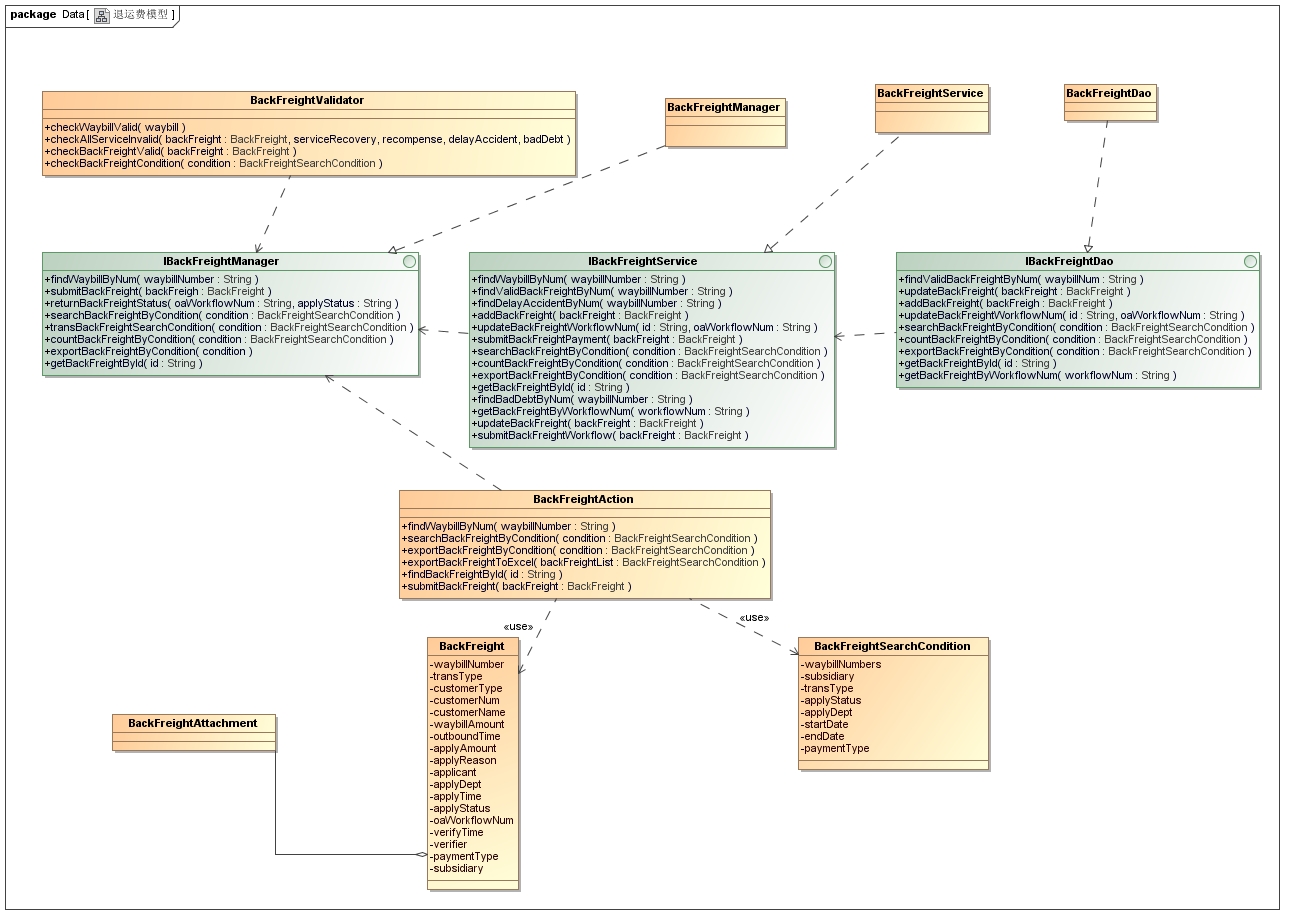 package Data[ 退运费模型 ]
BackFreightValidator
+checkWaybillValid( waybill )
+checkAllServiceInvalid( backFreight : BackFreight, serviceRecovery, recompense, delayAccident, badDebt )
+checkBackFreightValid( backFreight : BackFreight )
+checkBackFreightCondition( condition : BackFreightSearchCondition )
BackFreightManager
BackFreightService
BackFreightDao
IBackFreightManager
+findWaybillByNum( waybillNumber : String )
+submitBackFreight( backFreigh : BackFreight )
+returnBackFreightStatus( oaWorkflowNum : String, applyStatus : String )
+searchBackFreightByCondition( condition : BackFreightSearchCondition )
+transBackFreightSearchCondition( condition : BackFreightSearchCondition )
+countBackFreightByCondition( condition : BackFreightSearchCondition )
+exportBackFreightByCondition( condition )
+getBackFreightById( id : String )
IBackFreightService
+findWaybillByNum( waybillNumber : String )
+findValidBackFreightByNum( waybillNumber : String )
+findDelayAccidentByNum( waybillNumber : String )
+addBackFreight( backFreight : BackFreight )
+updateBackFreightWorkflowNum( id : String, oaWorkflowNum : String )
+submitBackFreightPayment( backFreight : BackFreight )
+searchBackFreightByCondition( condition : BackFreightSearchCondition )
+countBackFreightByCondition( condition : BackFreightSearchCondition )
+exportBackFreightByCondition( condition : BackFreightSearchCondition )
+getBackFreightById( id : String )
+findBadDebtByNum( waybillNumber : String )
+getBackFreightByWorkflowNum( workflowNum : String )
+updateBackFreight( backFreight : BackFreight )
+submitBackFreightWorkflow( backFreight : BackFreight )
IBackFreightDao
+findValidBackFreightByNum( waybillNum : String )
+updateBackFreight( backFreight : BackFreight )
+addBackFreight( backFreigh : BackFreight )
+updateBackFreightWorkflowNum( id : String, oaWorkflowNum : String )
+searchBackFreightByCondition( condition : BackFreightSearchCondition )
+countBackFreightByCondition( condition : BackFreightSearchCondition )
+exportBackFreightByCondition( condition : BackFreightSearchCondition )
+getBackFreightById( id : String )
+getBackFreightByWorkflowNum( workflowNum : String )
BackFreightAction
+findWaybillByNum( waybillNumber : String )
+searchBackFreightByCondition( condition : BackFreightSearchCondition )
+exportBackFreightByCondition( condition : BackFreightSearchCondition )
+exportBackFreightToExcel( backFreightList : BackFreightSearchCondition )
+findBackFreightById( id : String )
+submitBackFreight( backFreight : BackFreight )
«use»
«use»
BackFreight
-waybillNumber
-transType
-customerType
-customerNum
-customerName
-waybillAmount
-outboundTime
-applyAmount
-applyReason
-applicant
-applyDept
-applyTime
-applyStatus
-oaWorkflowNum
-verifyTime
-verifier
-paymentType
-subsidiary
BackFreightSearchCondition
-waybillNumbers
-subsidiary
-transType
-applyStatus
-applyDept
-startDate
-endDate
-paymentType
BackFreightAttachment